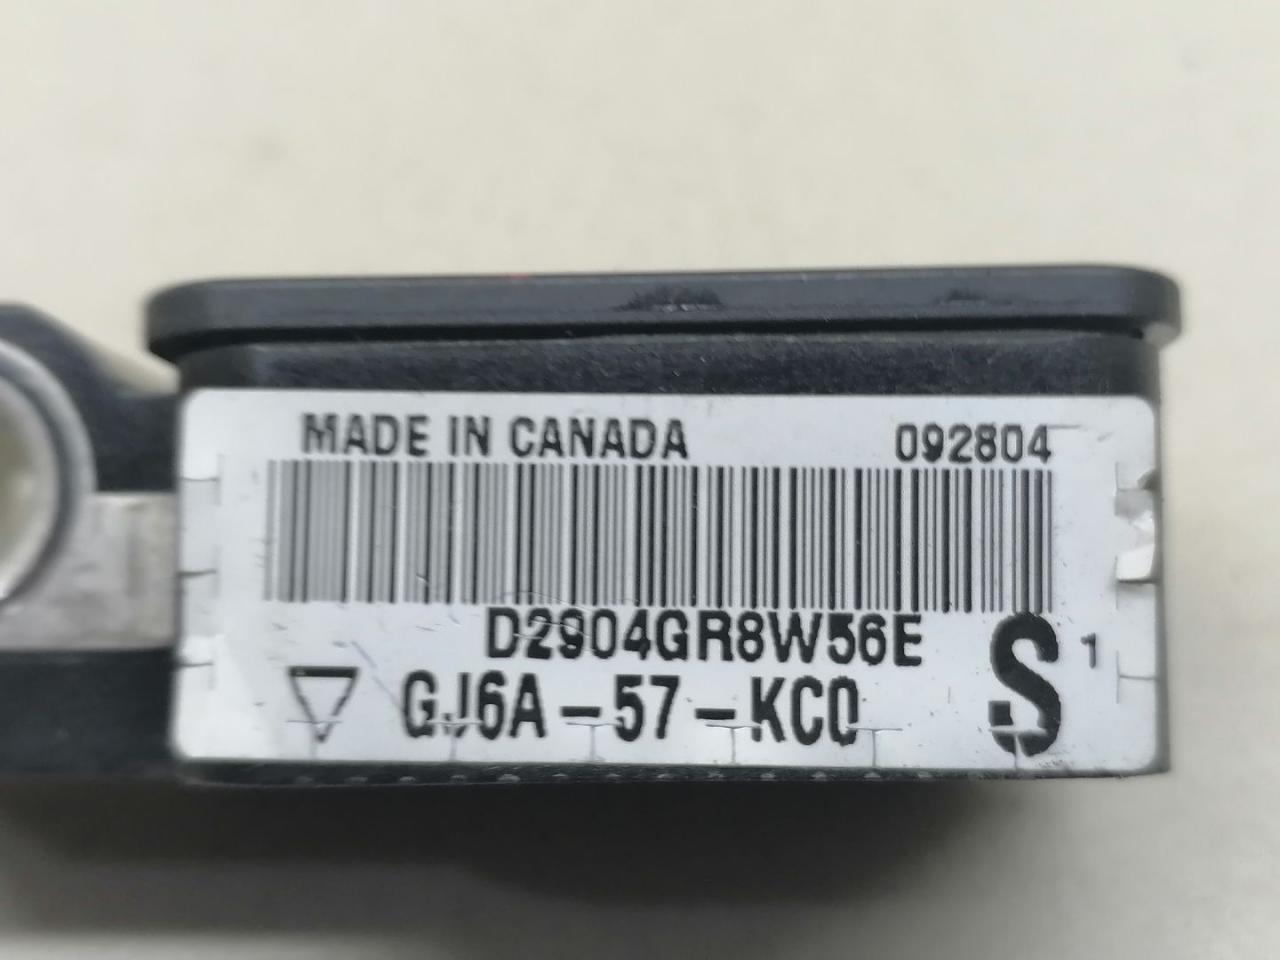 MADE IN CANADA 092804
D2904GR8W56E
GJ6A-57-KC0
S 1